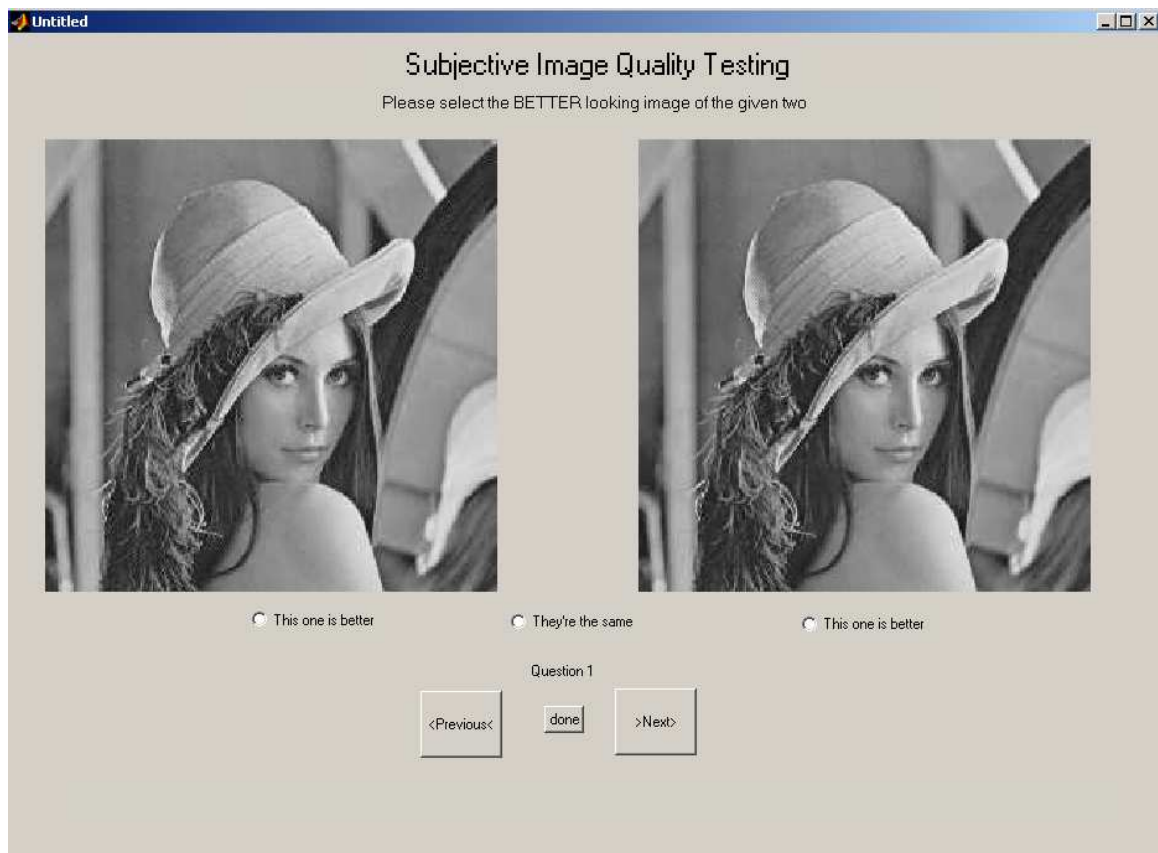 Untitled
Subjective Image Quality Testing
Please select the BETTER looking image of the given two
This one is better
They're the same
This one is better
Question 1
<Previous<
done
>Next>